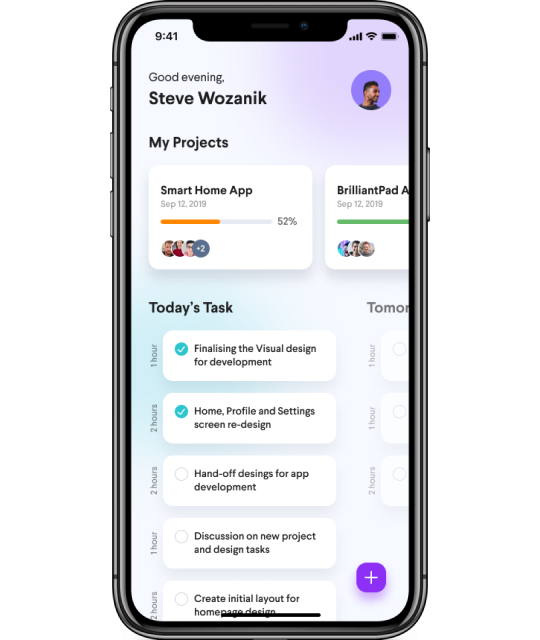 9:41
Good evening,
Steve Wozanik
My Projects
Smart Home App
Sep 12, 2019
52%
+2
BrilliantPad A
Sep 12, 2019
Today's Task
Tomor
1 hour
Finalising the Visual design
for development
1 hour
2 hours
Home, Profile and Settings
screen re-design
1 hour
2 hours
Hand-off desings for app
development
2 hours
1 hour
Discussion on new project
and design tasks
2 hours
Create initial layout for
homepage design